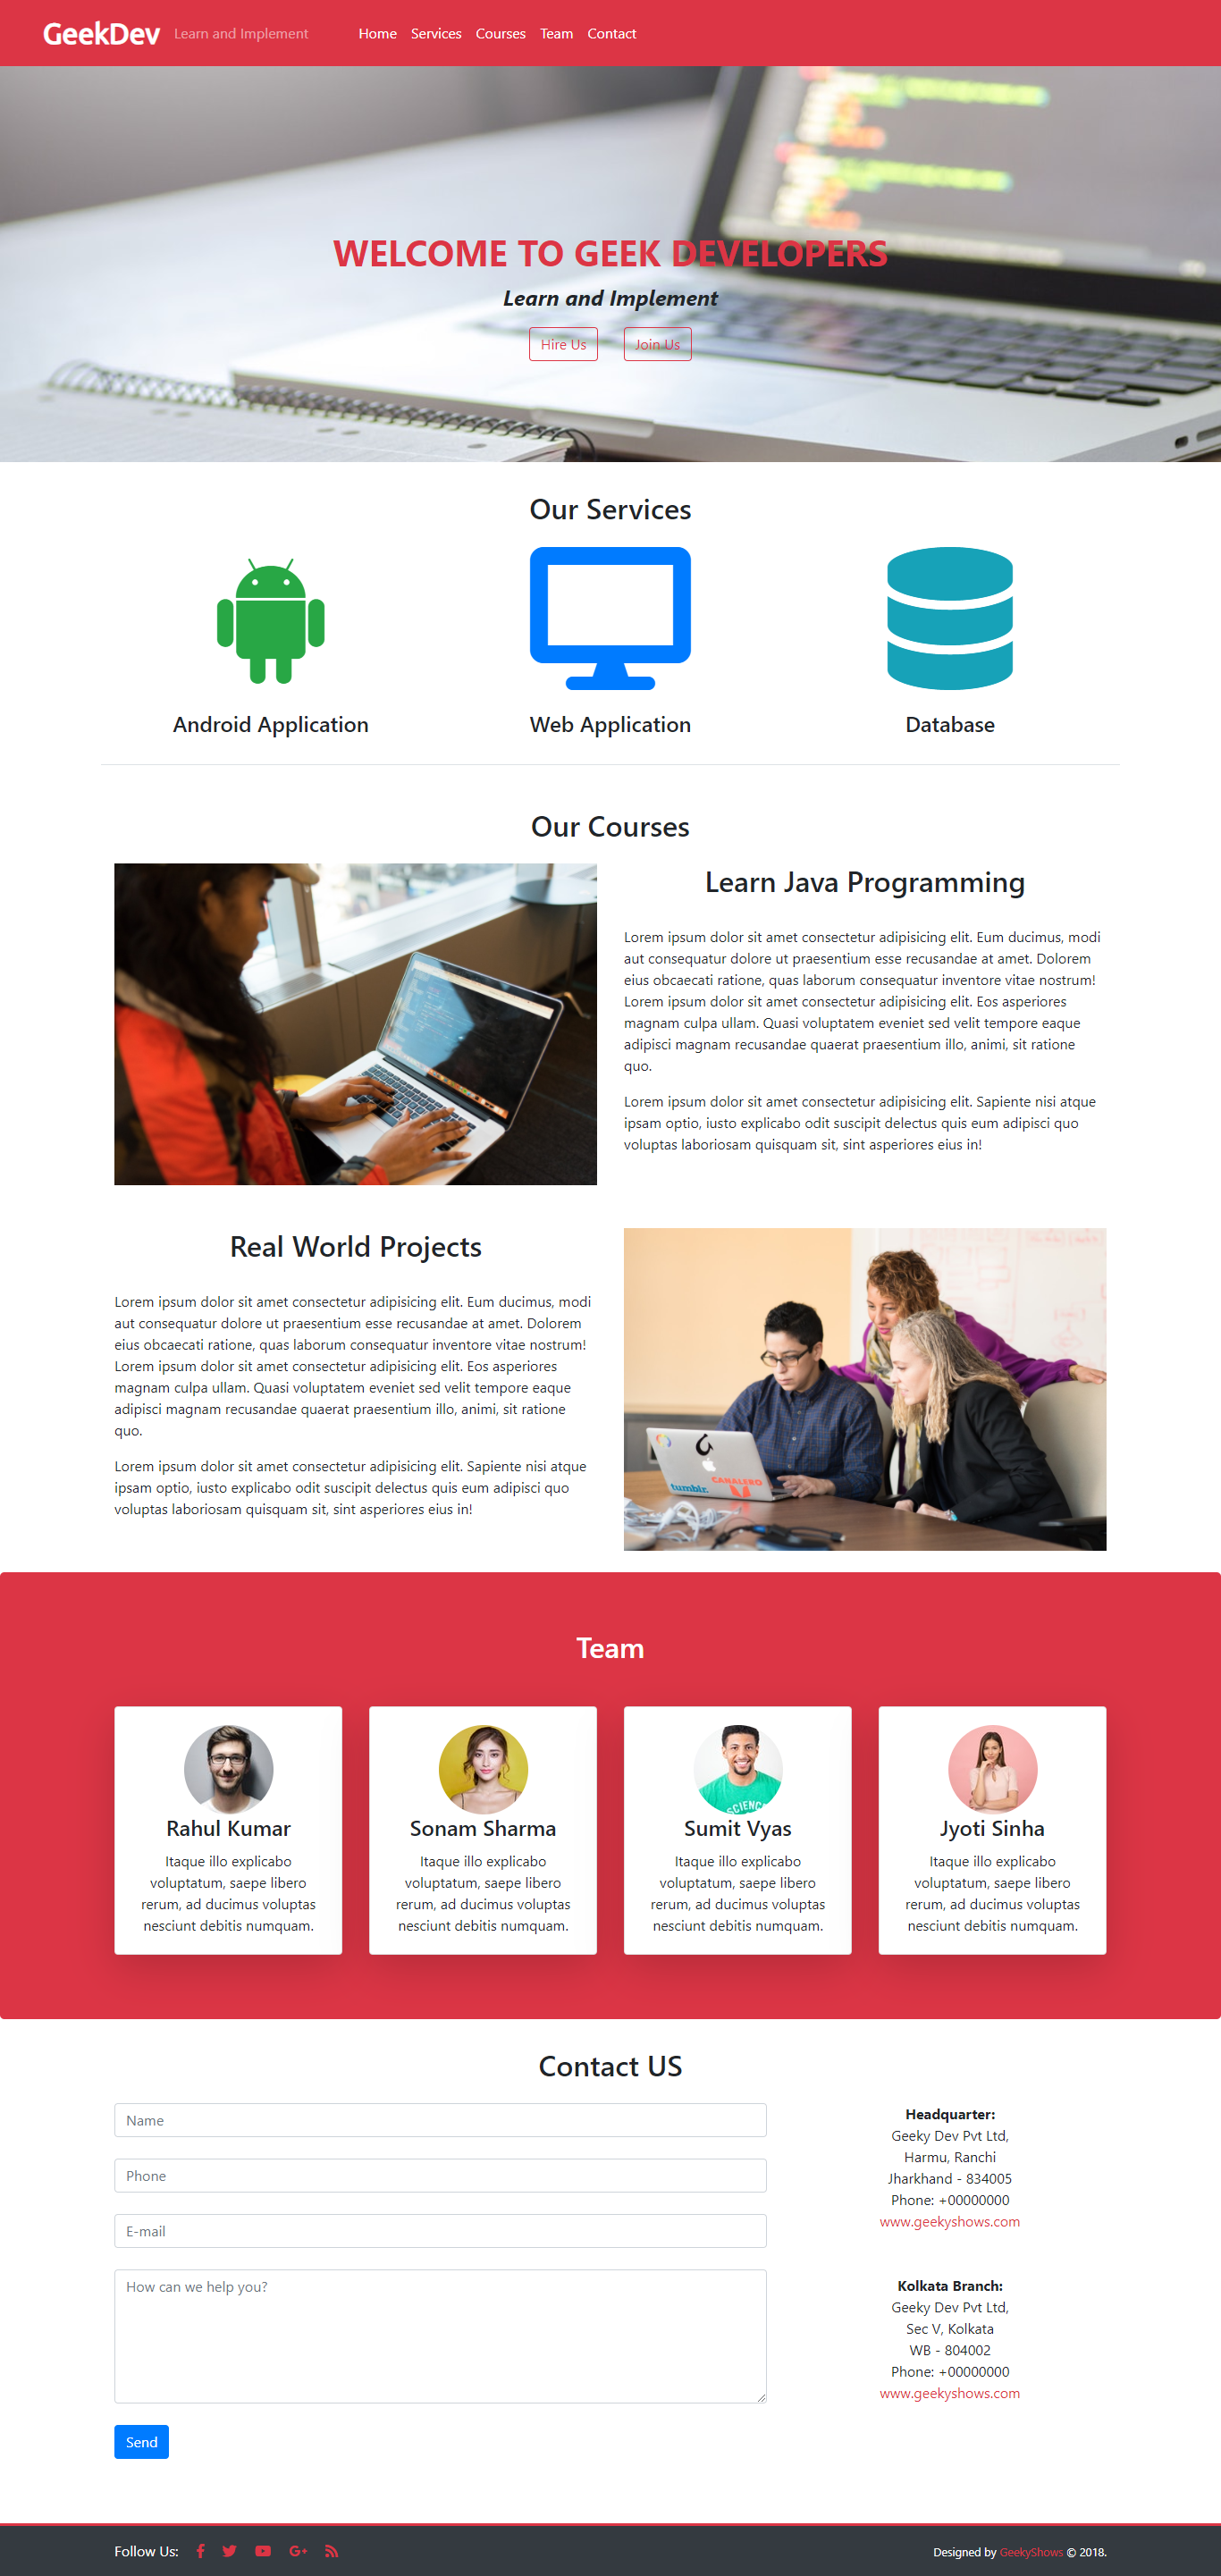 GeekDev Learn and Implement Home Services Courses Team Contact
WELCOME TO GEEK DEVELOPERS
Learn and Implement
Hire Us Join Us
Our Services
Android Application Web Application Database
Our Courses
Learn Java Programming
Lorem ipsum dolor sit amet consectetur adipisicing elit. Eum ducimus, modi
aut consequatur dolore ut praesentium esse recusandae at amet. Dolorem
eius obcaecati ratione, quas laborum consequatur inventore vitae nostrum!
Lorem ipsum dolor sit amet consectetur adipisicing elit. Eos asperiores
magnam culpa ullam. Quasi voluptatem eveniet sed velit tempore eaque
adipisci magnam recusandae quaerat praesentium illo, animi, sit ratione
quo.
Lorem ipsum dolor sit amet consectetur adipisicing elit. Sapiente nisi atque
ipsam optio, iusto explicabo odit suscipit delectus quis eum adipisci quo
voluptas laboriosam quisquam sit, sint asperiores eius in!
Real World Projects
Lorem ipsum dolor sit amet consectetur adipisicing elit. Eum ducimus, modi
aut consequatur dolore ut praesentium esse recusandae at amet. Dolorem
eius obcaecati ratione, quas laborum consequatur inventore vitae nostrum!
Lorem ipsum dolor sit amet consectetur adipisicing elit. Eos asperiores
magnam culpa ullam. Quasi voluptatem eveniet sed velit tempore eaque
adipisci magnam recusandae quaerat praesentium illo, animi, sit ratione
quo.
Lorem ipsum dolor sit amet consectetur adipisicing elit. Sapiente nisi atque
ipsam optio, iusto explicabo odit suscipit delectus quis eum adipisci quo
voluptas laboriosam quisquam sit, sint asperiores eius in!
CANALERO
tumblr.
Team
Rahul Kumar
Itaque illo explicabo
voluptatum, saepe libero
rerum, ad ducimus voluptas
nesciunt debitis numquam.
Sonam Sharma
Itaque illo explicabo
voluptatum, saepe libero
rerum, ad ducimus voluptas
nesciunt debitis numquam.
SCIENC
Sumit Vyas
Itaque illo explicabo
voluptatum, saepe libero
rerum, ad ducimus voluptas
nesciunt debitis numquam.
Jyoti Sinha
Itaque illo explicabo
voluptatum, saepe libero
rerum, ad ducimus voluptas
nesciunt debitis numquam.
Contact US
Name
Phone
E-mail
How can we help you?
Send
Headquarter:
Geeky Dev Pvt Ltd,
Harmu, Ranchi
Jharkhand - 834005
Phone: +00000000
www.geekyshows.com
Kolkata Branch:
Geeky Dev Pvt Ltd,
Sec V, Kolkata
WB - 804002
Phone: +00000000
www.geekyshows.com
Follow Us:
Designed by GeekyShows © 2018.